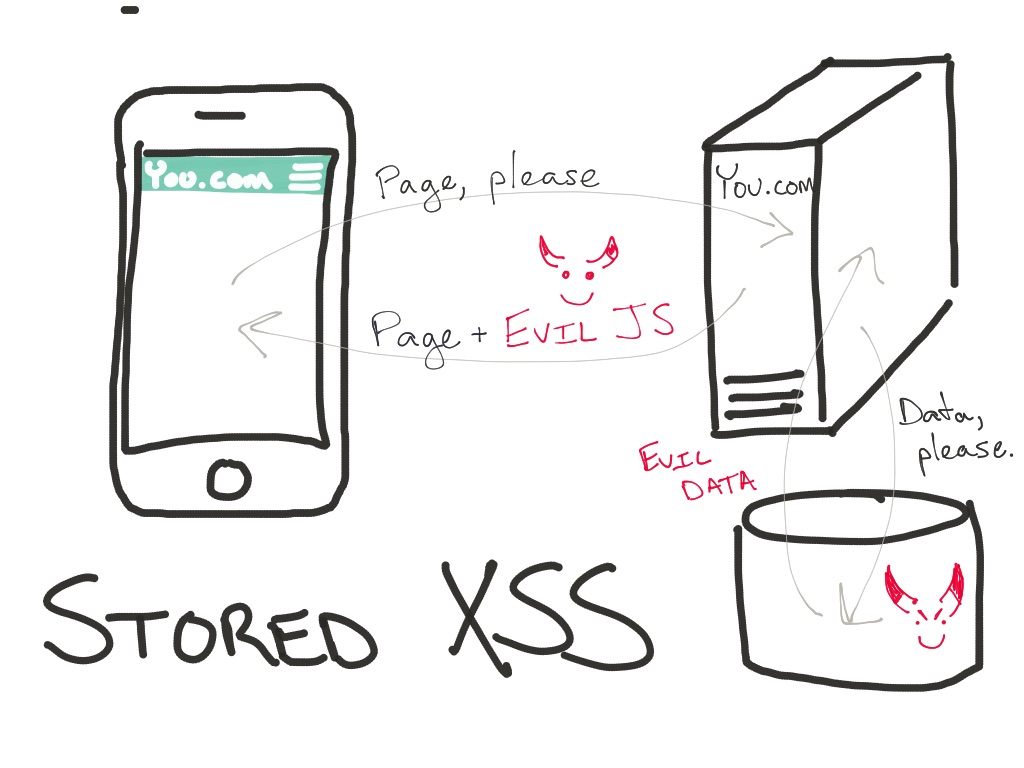 You.com
Page, please
You.com
Page + EVIL JS
Data,
please.
EVIL
DATA
STORED XSS